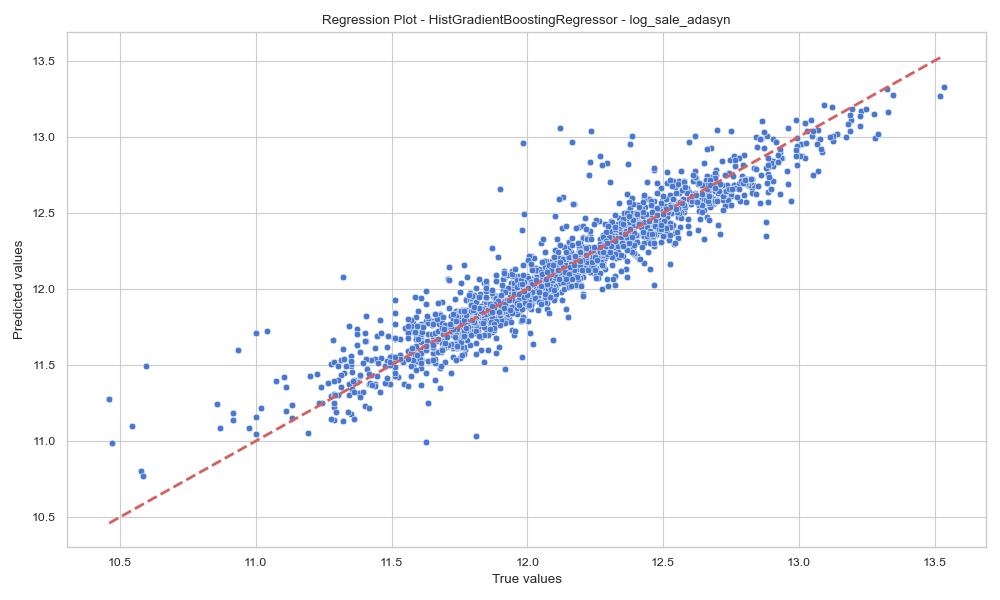 Regression Plot - HistGradientBoostingRegressor - log_sale_adasyn
Predicted values
13.5
13.0
12.5
12.0
11.5
11.0
10.5
10.5 11.0 11.5 12.0 12.5 13.0 13.5
True values